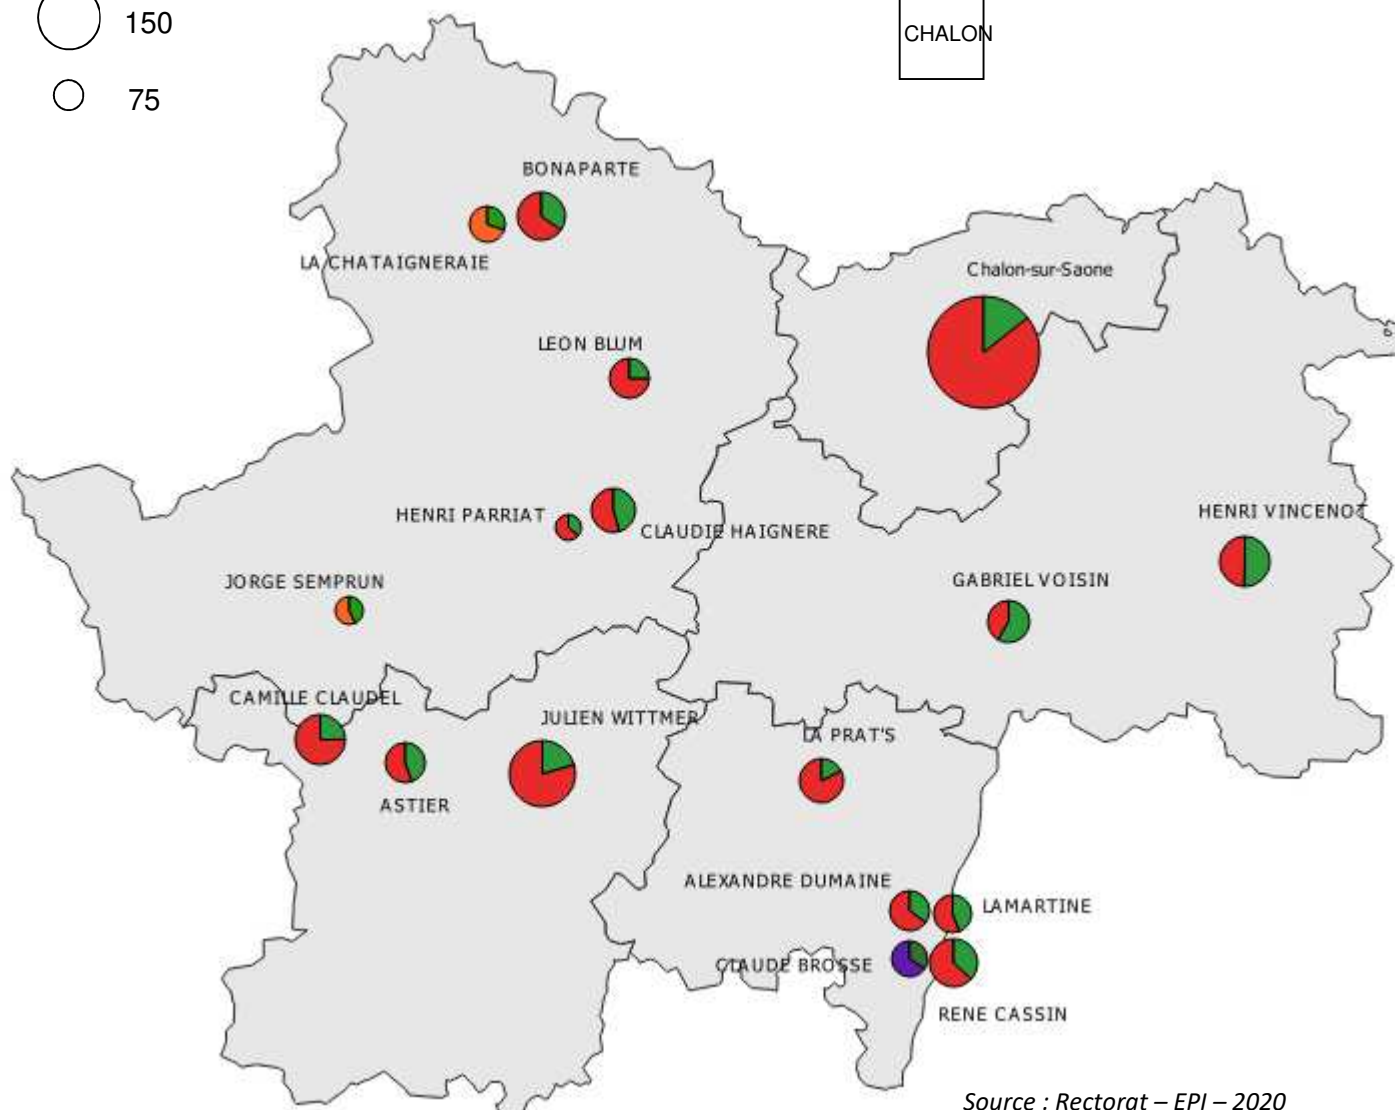 150
CHALON
75
BONAPARTE
LA CHATAIGNERAIE
Chalon-sur-Saone
LEON BLUM
HENRI PARRIAT
CLAUDIE HAIGNERE
HENRI VINCENOT
JORGE SEMPRUN
GABRIEL VOISIN
CAMILLE CLAUDEL
JULIEN WITTMER
LA PRAT'S
ASTIER
ALEXANDRE DUMAINE
LAMARTINE
CLAUDE BROSSE
RENE CASSIN
Source : Rectorat – EPI – 2020